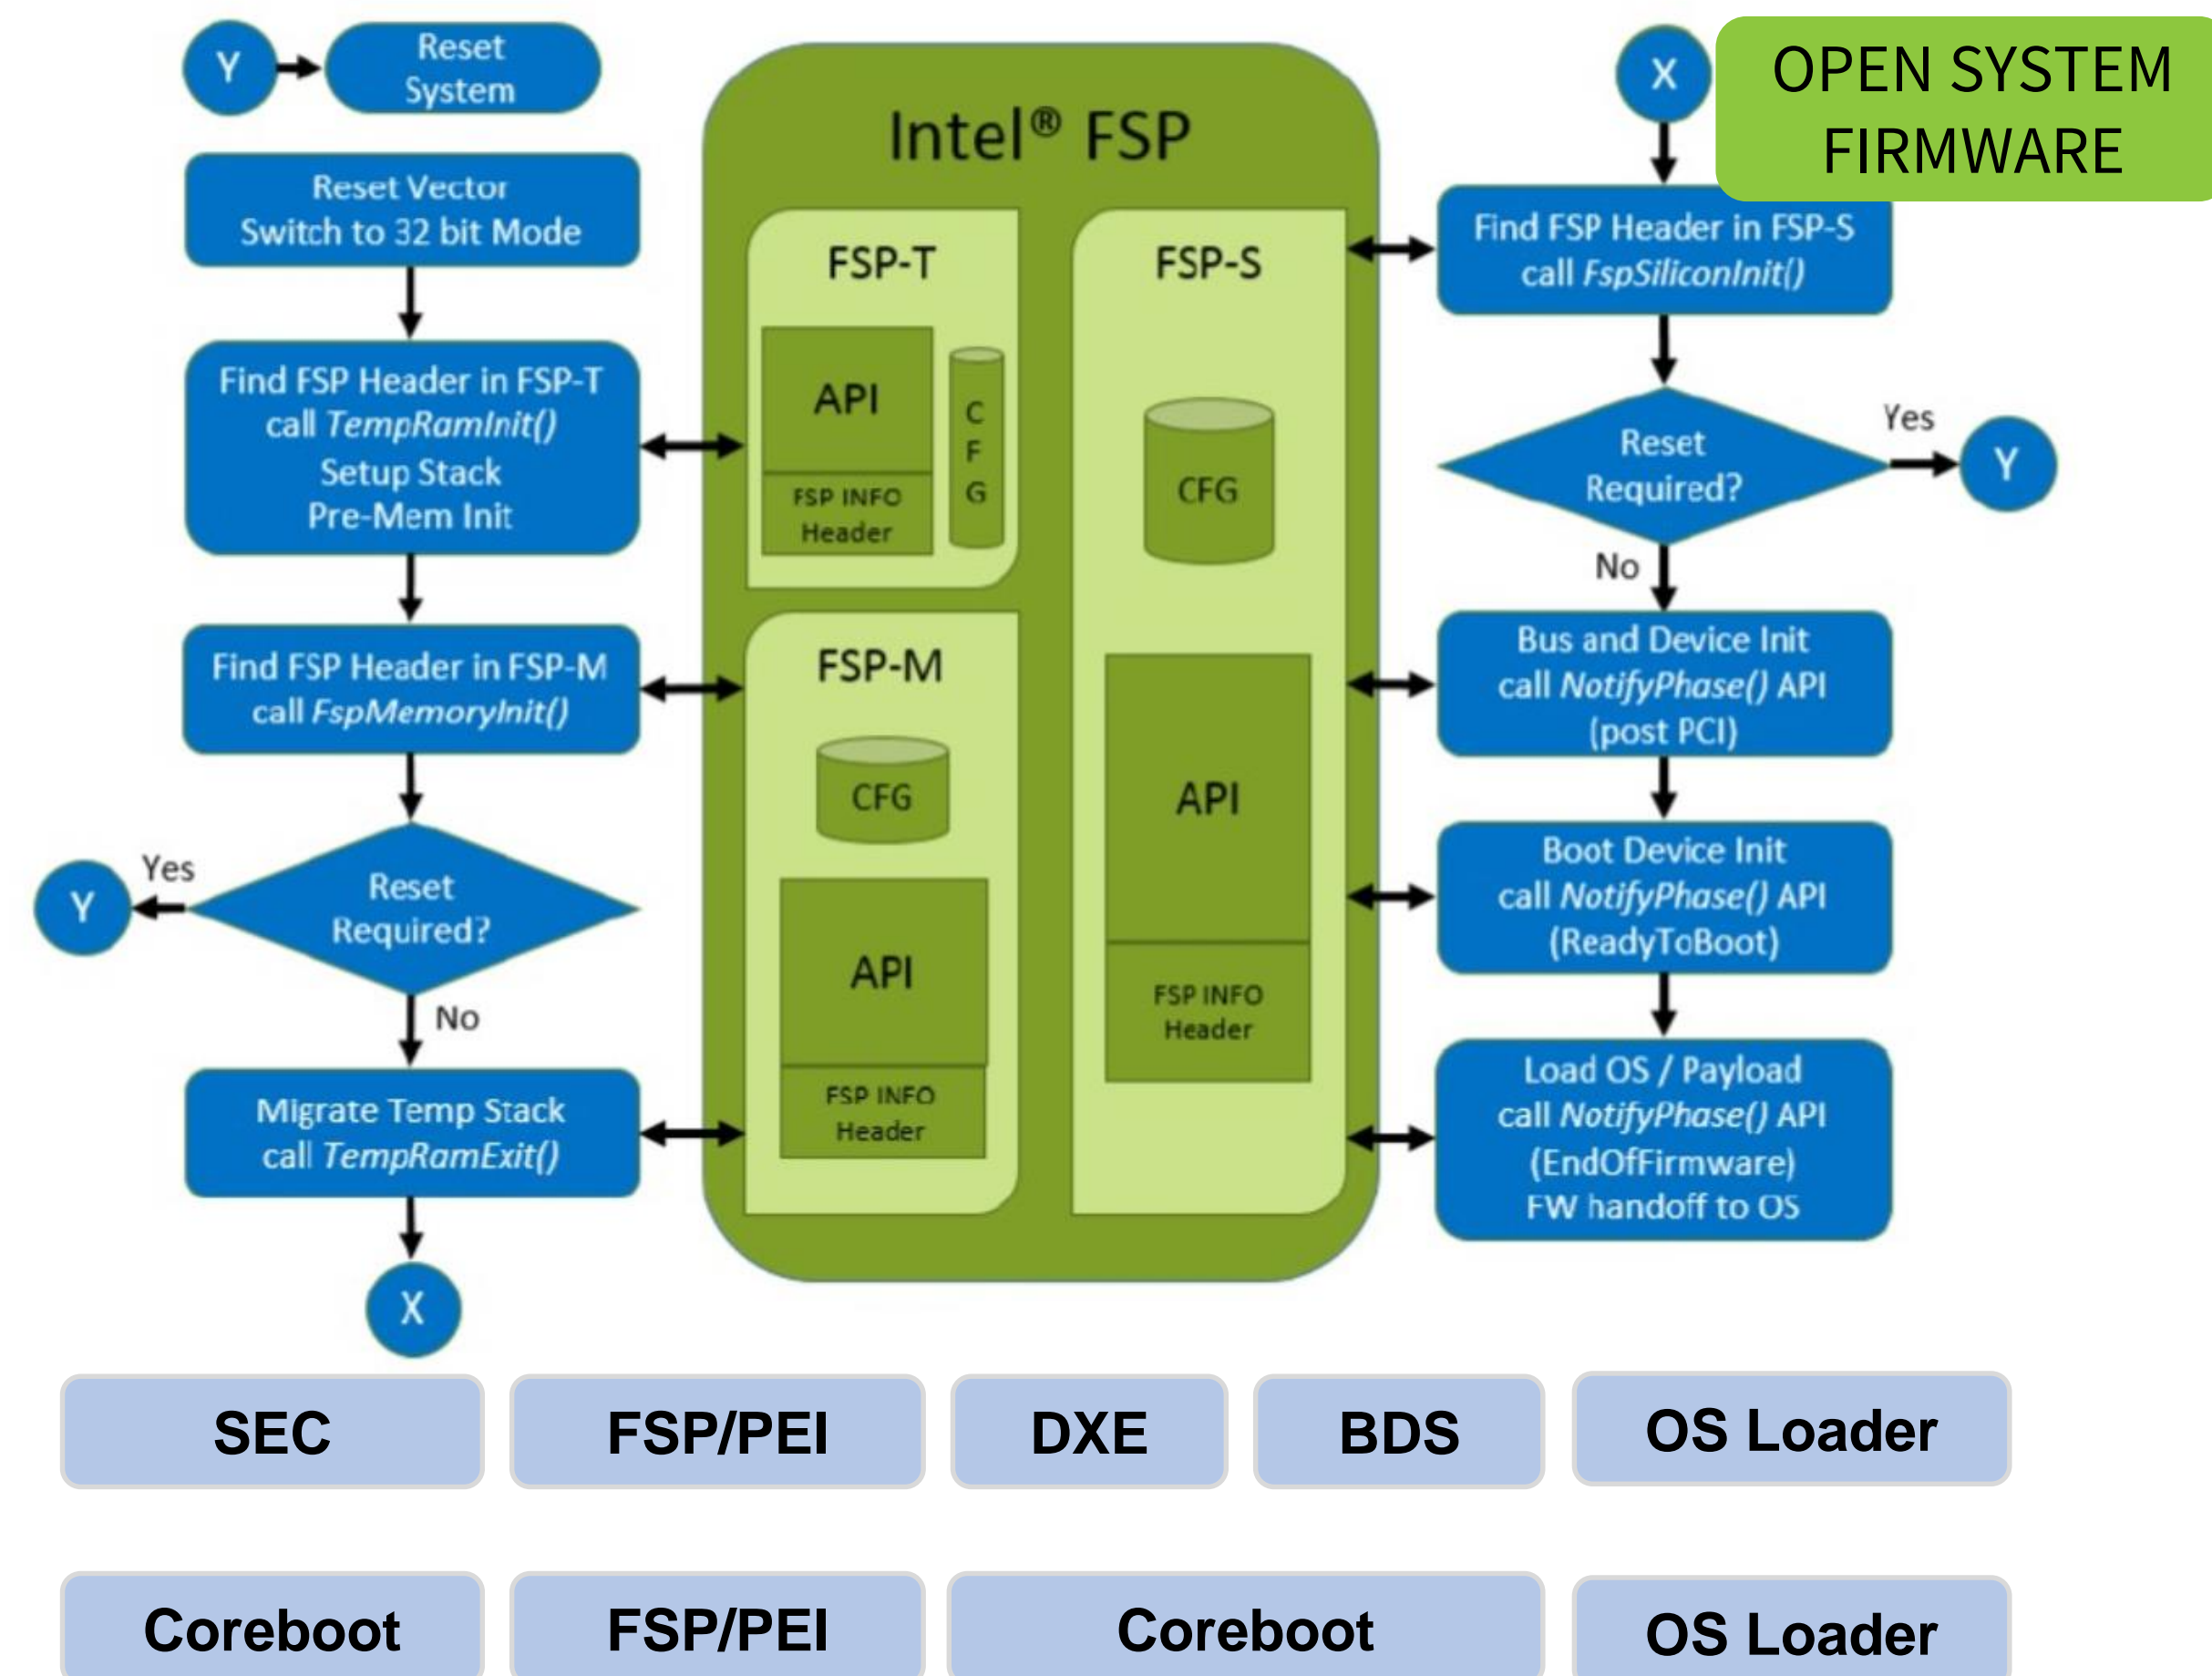 Y
Reset
System
Reset Vector
Switch to 32 bit Mode
Find FSP Header in FSP-T
call TempRamInit()
Setup Stack
Pre-Mem Init
Find FSP Header in FSP-M
call FspMemoryInit()
Reset
Required?
Yes
Y
No
Migrate Temp Stack
call TempRamExit()
X
Intel® FSP
FSP-T
API
FSP INFO
Header
C
F
G
FSP-M
CFG
API
FSP INFO
Header
FSP-S
CFG
API
FSP INFO
Header
X
OPEN SYSTEM
FIRMWARE
Find FSP Header in FSP-S
call FspSiliconInit()
Reset
Required?
Yes
Y
No
Bus and Device Init
call NotifyPhase() API
(post PCI)
Boot Device Init
call NotifyPhase() API
(ReadyToBoot)
Load OS / Payload
call NotifyPhase() API
(EndOfFirmware)
FW handoff to OS
SEC
FSP/PEI
DXE
BDS
OS Loader
Coreboot
FSP/PEI
Coreboot
OS Loader